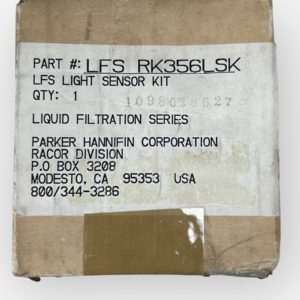 PART #: LFS RK356LSK
LFS LIGHT SENSOR KIT
QTY: 1
1098628827
LIQUID FILTRATION SERIES
PARKER HANNIFIN CORPORATION
RACOR DIVISION
P.O BOX 3208
MODESTO, CA 95353 USA
800/344-3286